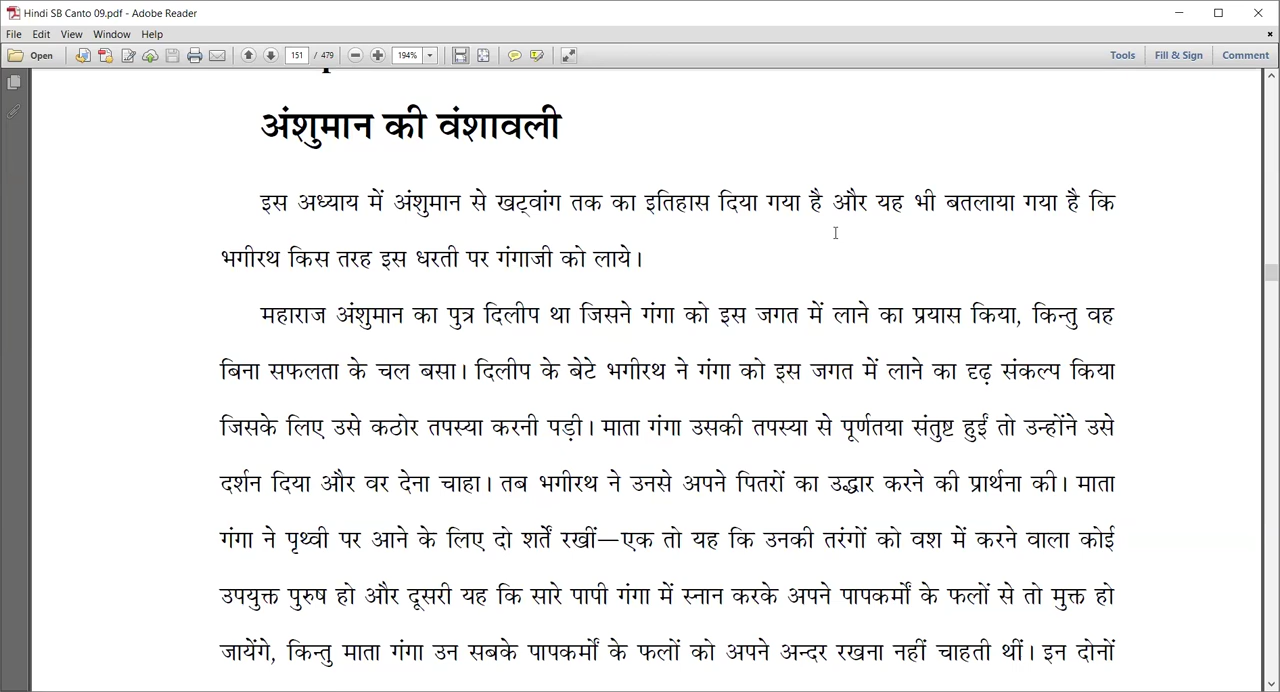 Hindi SB Canto 09.pdf - Adobe Reader
File Edit View Window Help
Open 151 / 479 194% Tools Fill & Sign Comment
अंशुमान की वंशावली
इस अध्याय में अंशुमान से खट्वांग तक का इतिहास दिया गया है और यह भी बतलाया गया है कि
भगीरथ किस तरह इस धरती पर गंगाजी को लाये।
महाराज अंशुमान का पुत्र दिलीप था जिसने गंगा को इस जगत में लाने का प्रयास किया, किन्तु वह
बिना सफलता के चल बसा। दिलीप के बेटे भगीरथ ने गंगा को इस जगत में लाने का दृढ़ संकल्प किया
जिसके लिए उसे कठोर तपस्या करनी पड़ी। माता गंगा उसकी तपस्या से पूर्णतया संतुष्ट हुईं तो उन्होंने उसे
दर्शन दिया और वर देना चाहा। तब भगीरथ ने उनसे अपने पितरों का उद्धार करने की प्रार्थना की। माता
गंगा ने पृथ्वी पर आने के लिए दो शर्तें रखीं—एक तो यह कि उनकी तरंगों को वश में करने वाला कोई
उपयुक्त पुरुष हो और दूसरी यह कि सारे पापी गंगा में स्नान करके अपने पापकर्मों के फलों से तो मुक्त हो
जायेंगे, किन्तु माता गंगा उन सबके पापकर्मों के फलों को अपने अन्दर रखना नहीं चाहती थीं। इन दोनों